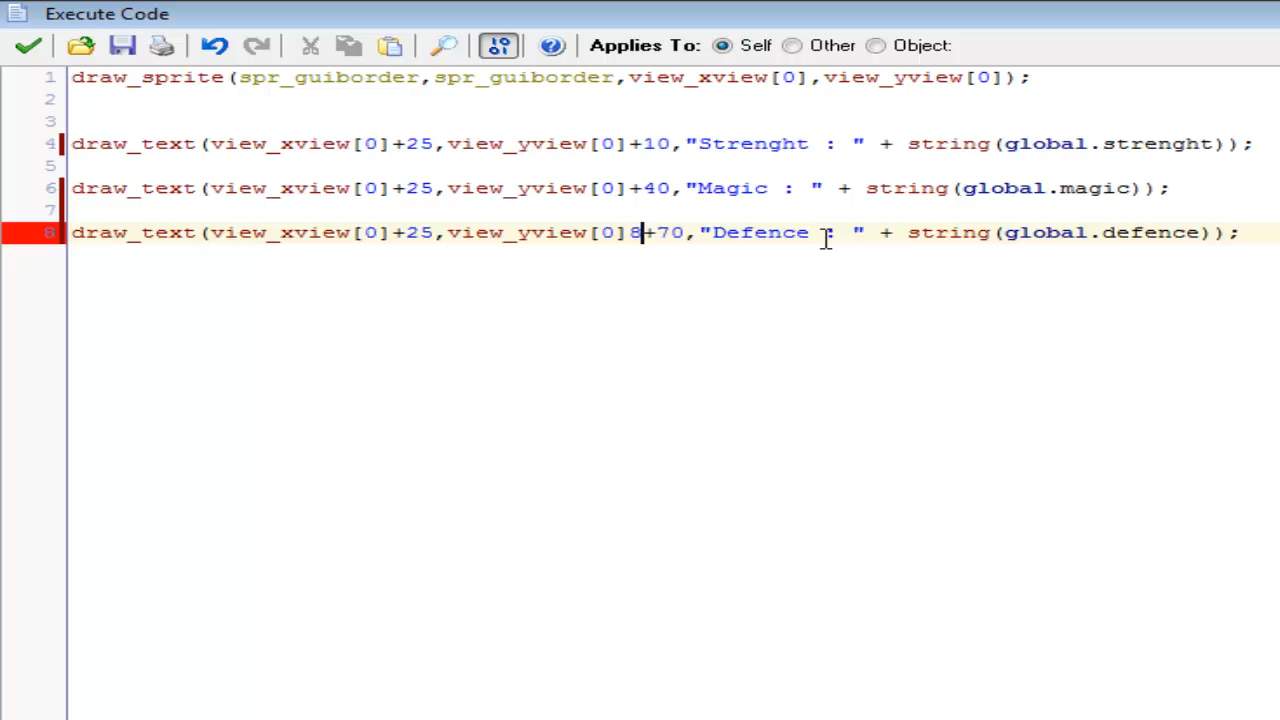 Execute Code
Applies To: Self Other Object:
1 draw_sprite(spr_guiborder,spr_guiborder,view_xview[0],view_yview[0]);
2
3
4 draw_text(view_xview[0]+25,view_yview[0]+10,"Strenght : " + string(global.strenght));
5
6 draw_text(view_xview[0]+25,view_yview[0]+40,"Magic : " + string(global.magic));
7
8 draw_text(view_xview[0]+25,view_yview[0]8+70,"Defence : " + string(global.defence));